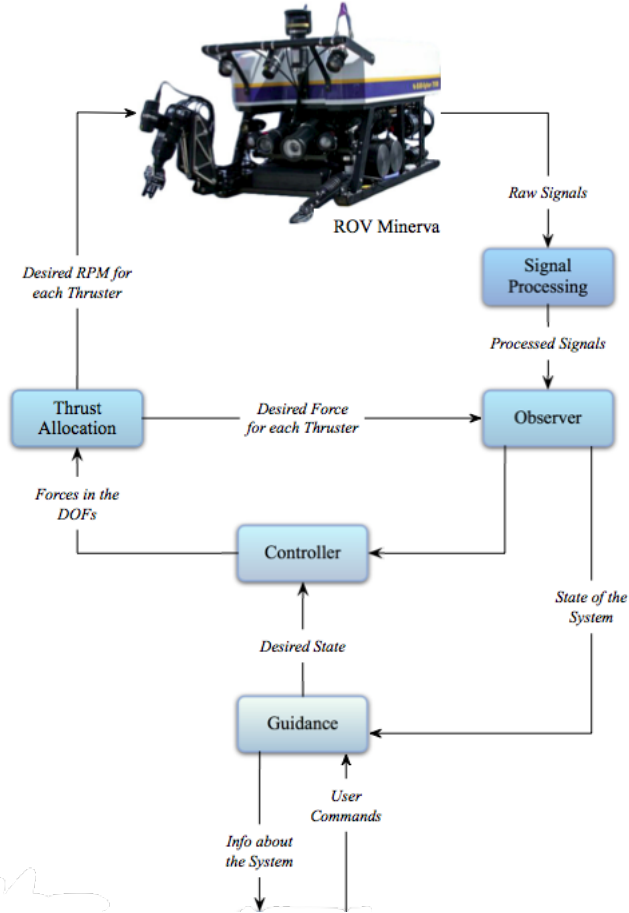 ROV Minerva
Raw Signals
Signal
Processing
Desired RPM for
each Thruster
Processed Signals
Thrust
Allocation
Desired Force
for each Thruster
Observer
Forces in the
DOFs
Controller
State of the
System
Desired State
Guidance
User
Commands
Info about
the System